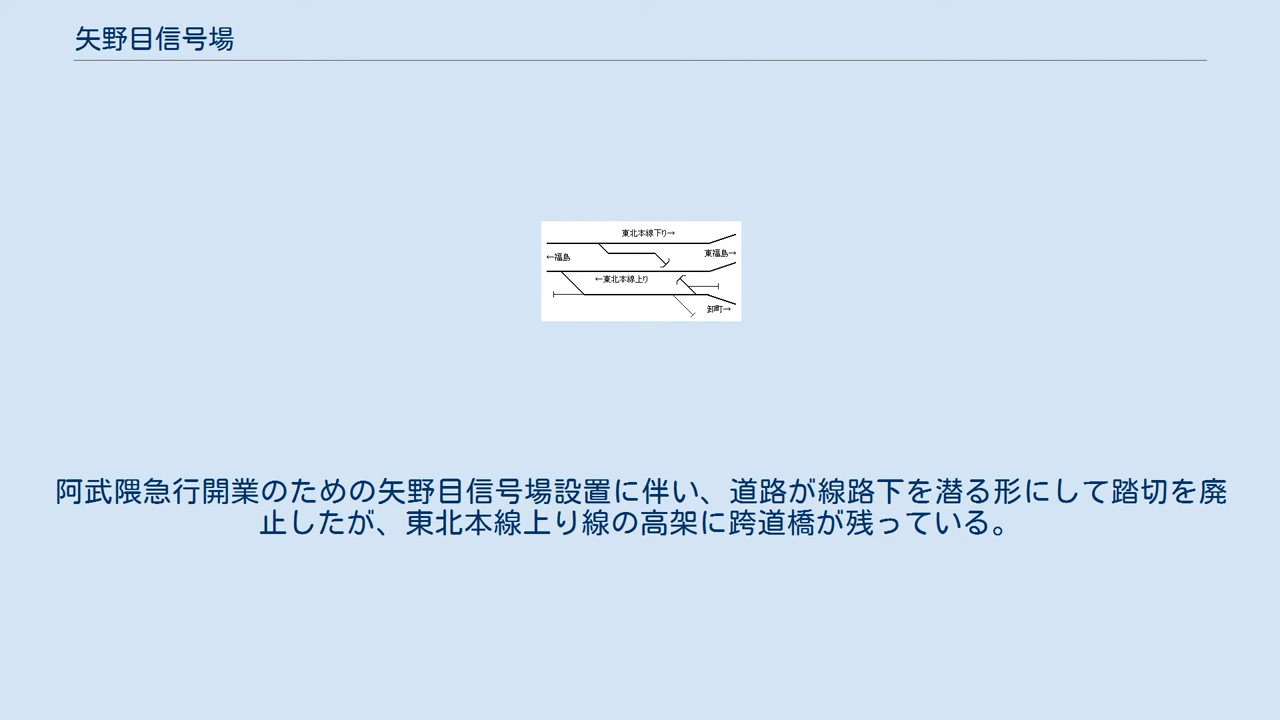 矢野目信号場
東北本線下り→
←福島
東福島→
←東北本線上り
卸町→
阿武隈急行開業のための矢野目信号場設置に伴い、道路が線路下を潜る形にして踏切を廃
止したが、東北本線上り線の高架に跨道橋が残っている。